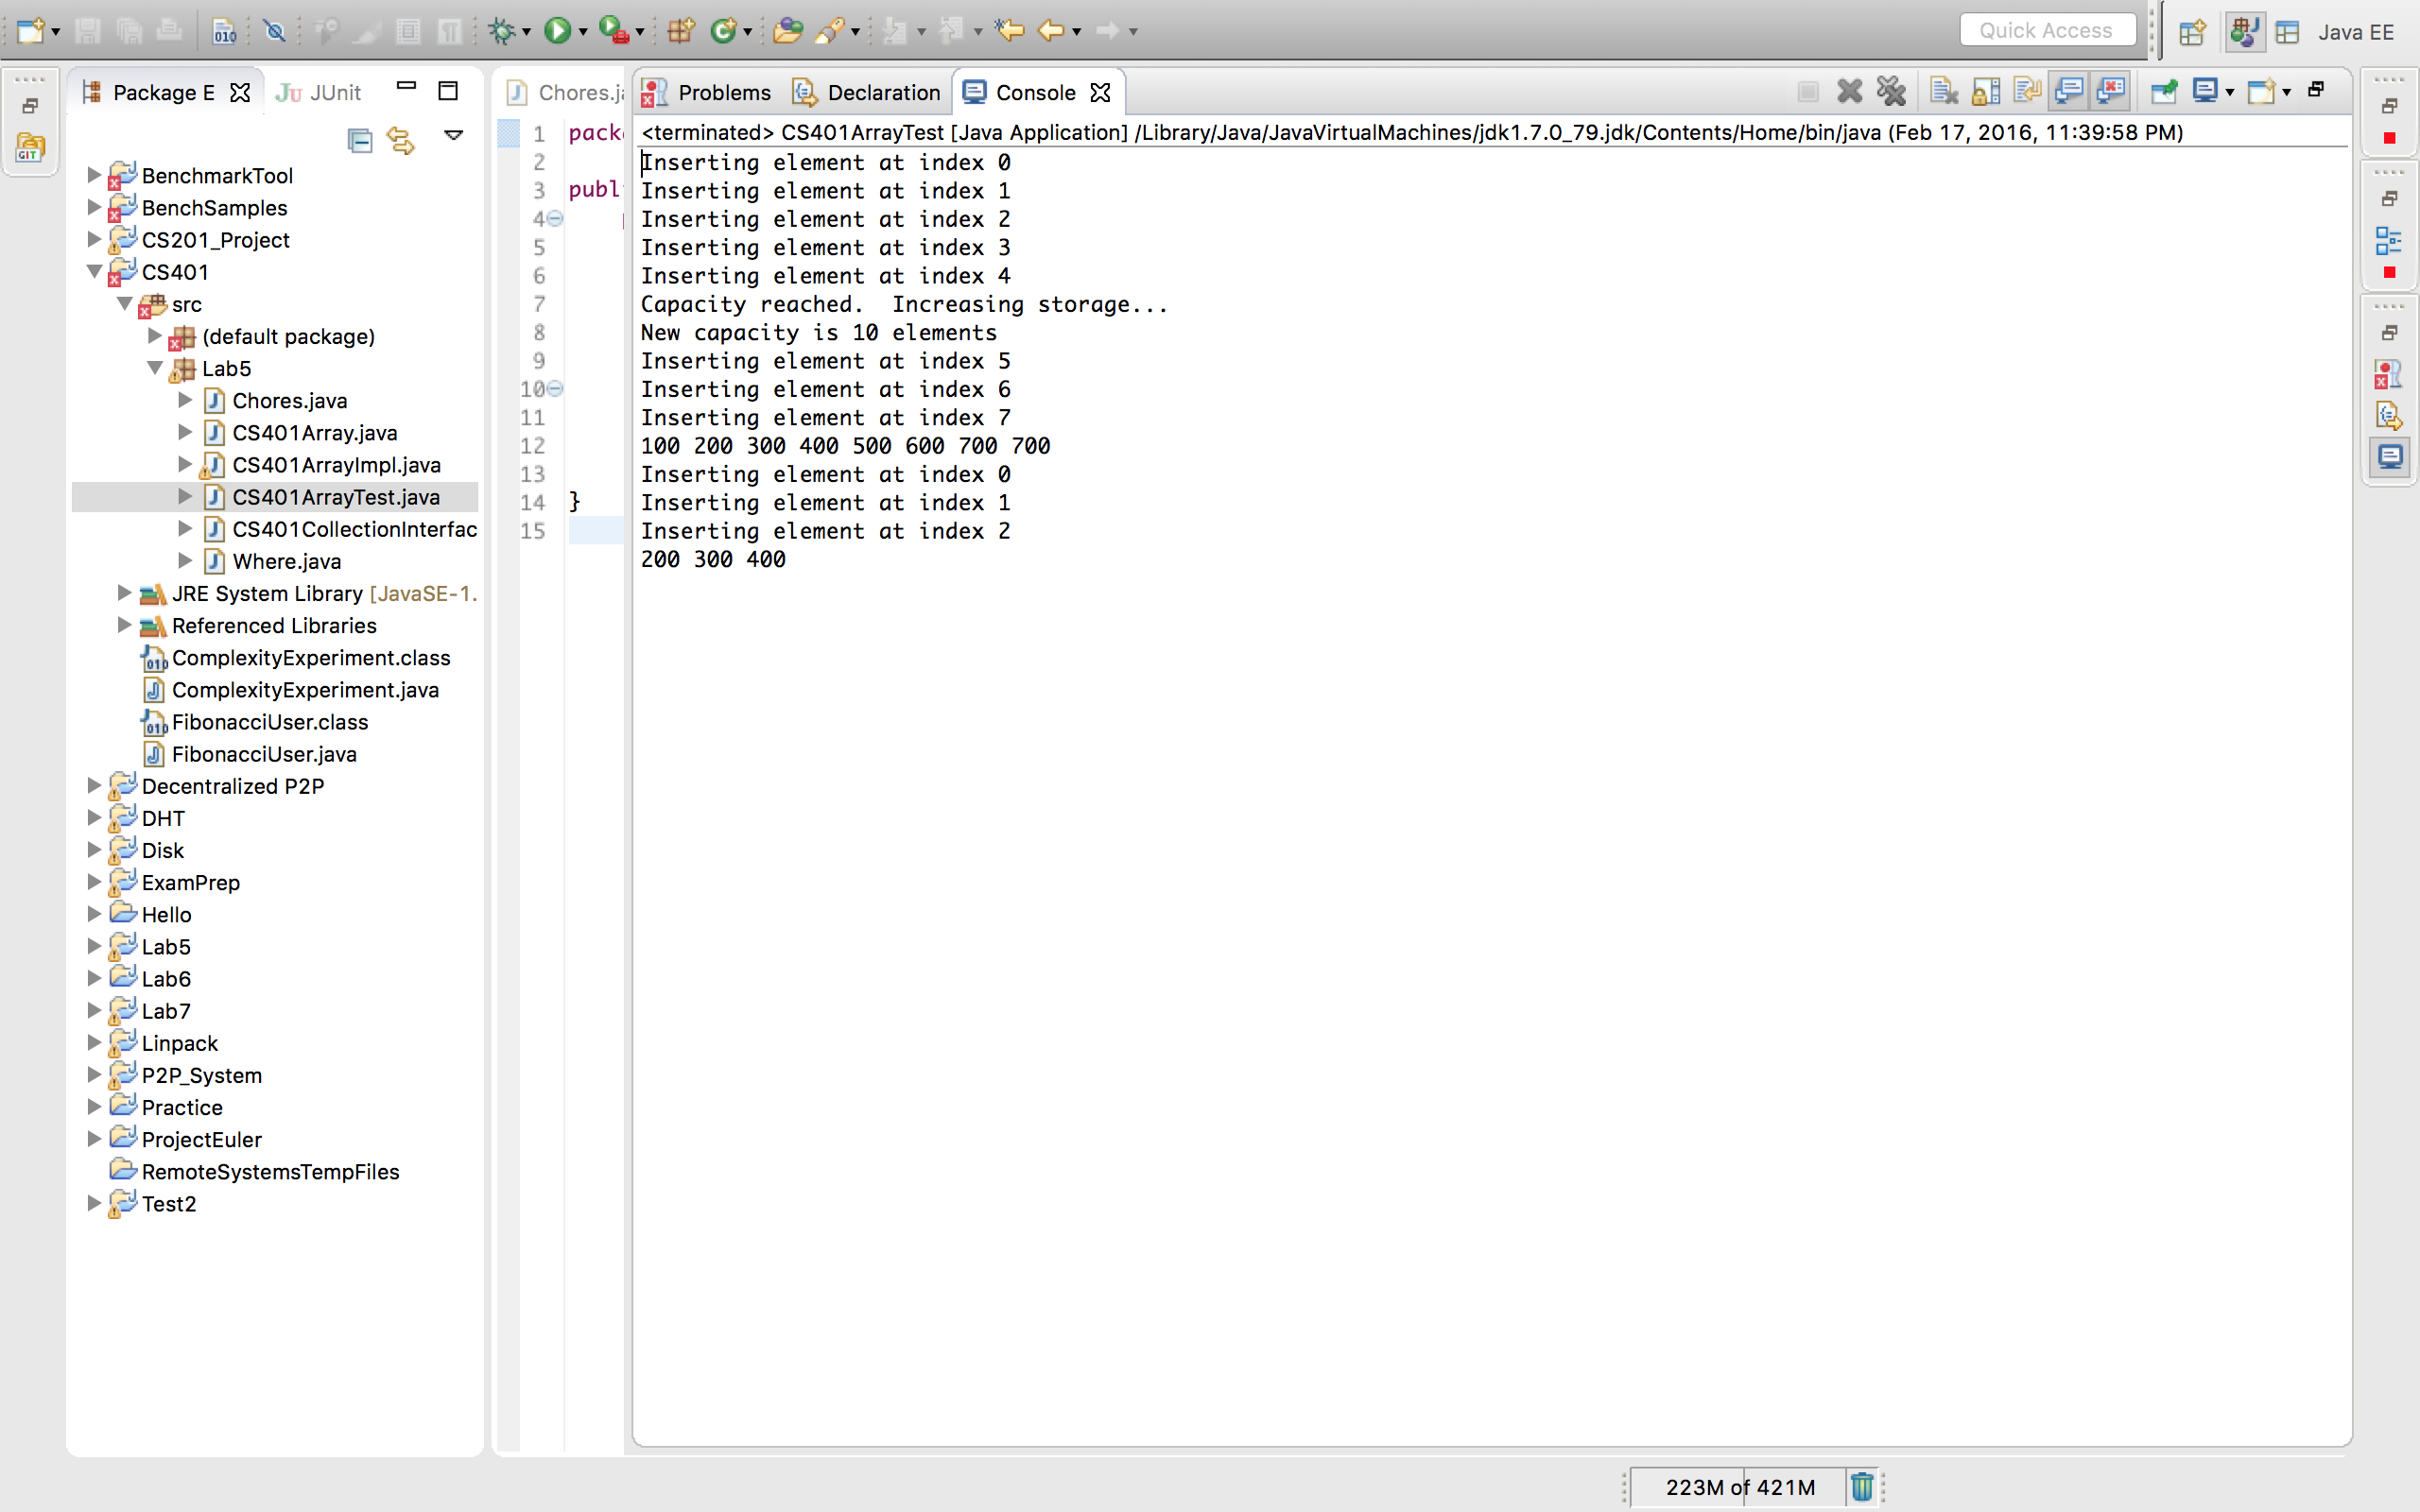 Quick Access
Java EE
Package E
JUnit
BenchmarkTool
BenchSamples
CS201_Project
CS401
src
(default package)
Lab5
Chores.java
CS401Array.java
CS401ArrayImpl.java
CS401ArrayTest.java
CS401CollectionInterfac
Where.java
JRE System Library [JavaSE-1.
Referenced Libraries
ComplexityExperiment.class
ComplexityExperiment.java
FibonacciUser.class
FibonacciUser.java
Decentralized P2P
DHT
Disk
ExamPrep
Hello
Lab5
Lab6
Lab7
Linpack
P2P_System
Practice
ProjectEuler
RemoteSystemsTempFiles
Test2
Chores.ja
1 packa
2
3 publi
4
5
6
7
8
9
10
11
12
13
14 }
15
Problems Declaration Console
<terminated> CS401ArrayTest [Java Application] /Library/Java/JavaVirtualMachines/jdk1.7.0_79.jdk/Contents/Home/bin/java (Feb 17, 2016, 11:39:58 PM)
Inserting element at index 0
Inserting element at index 1
Inserting element at index 2
Inserting element at index 3
Inserting element at index 4
Capacity reached.  Increasing storage...
New capacity is 10 elements
Inserting element at index 5
Inserting element at index 6
Inserting element at index 7
100 200 300 400 500 600 700 700
Inserting element at index 0
Inserting element at index 1
Inserting element at index 2
200 300 400
223M of 421M